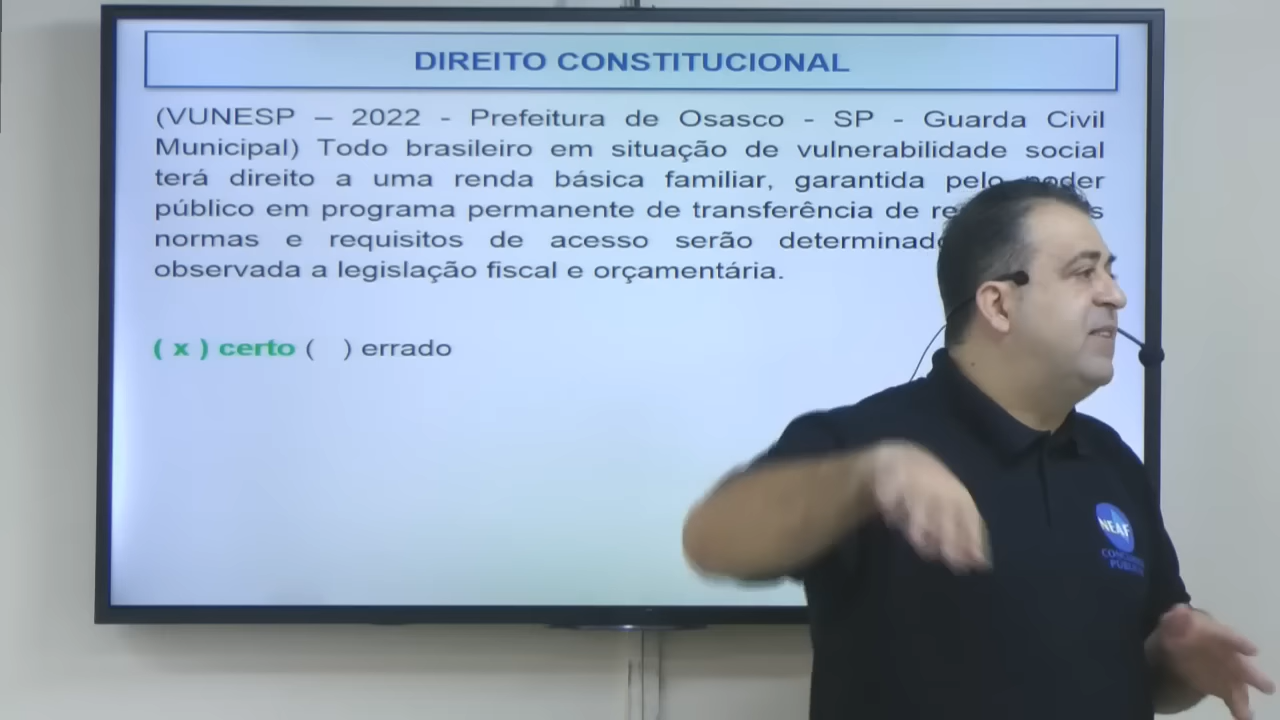 DIREITO CONSTITUCIONAL
(VUNESP – 2022 - Prefeitura de Osasco - SP - Guarda Civil
Municipal) Todo brasileiro em situação de vulnerabilidade social
terá direito a uma renda básica familiar, garantida pelo poder
público em programa permanente de transferência de
normas e requisitos de acesso serão
observada a legislação fiscal e orçamentária.
( x ) certo ( ) errado
NEAF